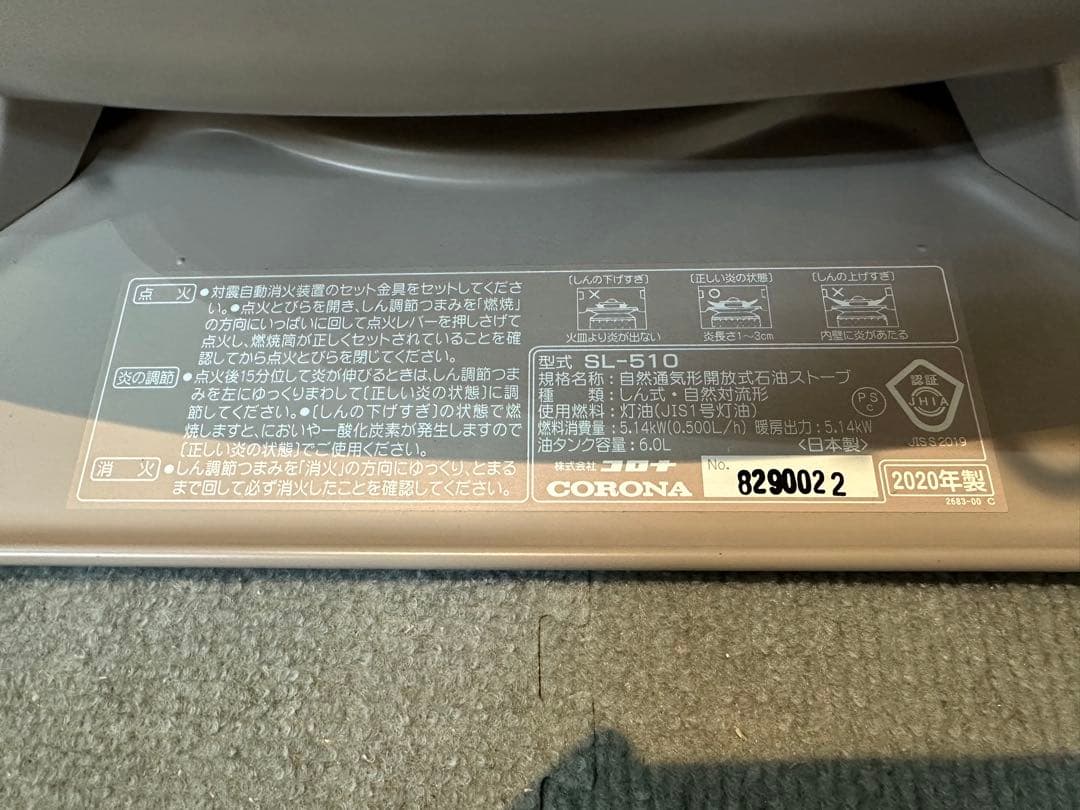 点火
●対震自動消火装置のセット金具をセットしてくださ
い。●点火とびらを開き、しん調節つまみを「燃焼」
の方向にいっぱいに回して点火レバーを押しさげて
点火し、燃焼筒が正しくセットされていることを確
認してから点火とびらを閉じてください。
炎の調節
●点火後15分位して炎が伸びるときは、しん調節つま
みを左にゆっくりまわして[正しい炎の状態]に調
節してください。●[しんの下げすぎ]の状態で燃
焼しますと、においや一酸化炭素が発生しますので
[正しい炎の状態]でご使用ください。
消火
●しん調節つまみを「消火」の方向にゆっくり、とまる
まで回して必ず消火したことを確認してください。
[しんの下げすぎ]
×
火皿より炎が出ない
[正しい炎の状態]
○
炎長さ1〜3cm
[しんの上げすぎ]
×
内壁に炎があたる
型式 SL-510
規格名称:自然通気形開放式石油ストーブ
種類:しん式・自然対流形
使用燃料:灯油(JIS1号灯油)
燃料消費量:5.14kW(0.500L/h) 暖房出力:5.14kW
油タンク容量:6.0L <日本製>
株式会社コロナ
CORONA
No. 8290022
PSC
認証
JHIA
JISS2019
2020年製
2683-00 C